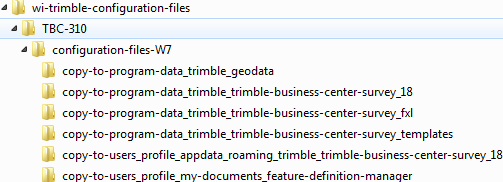 wi-trimble-configuration-files
TBC-310
configuration-files-W7
copy-to-program-data_trimble_geodata
copy-to-program-data_trimble_trimble-business-center-survey_18
copy-to-program-data_trimble_trimble-business-center-survey_fxl
copy-to-program-data_trimble_trimble-business-center-survey_templates
copy-to-users_profile_appdata_roaming_trimble_trimble-business-center-survey_18
copy-to-users_profile_my-documents_feature-definition-manager